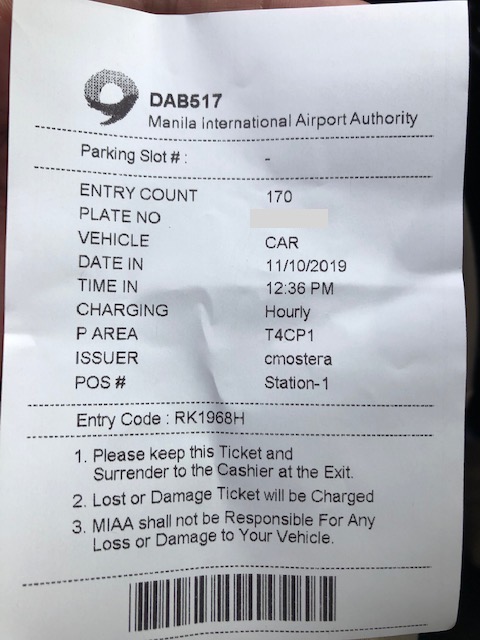 DAB517
Manila International Airport Authority
Parking Slot # : -
ENTRY COUNT 170
PLATE NO
VEHICLE CAR
DATE IN 11/10/2019
TIME IN 12:36 PM
CHARGING Hourly
P AREA T4CP1
ISSUER cmostera
POS # Station-1
Entry Code : RK1968H
1. Please keep this Ticket and
Surrender to the Cashier at the Exit.
2. Lost or Damage Ticket will be Charged
3. MIAA shall not be Responsible For Any
Loss or Damage to Your Vehicle.